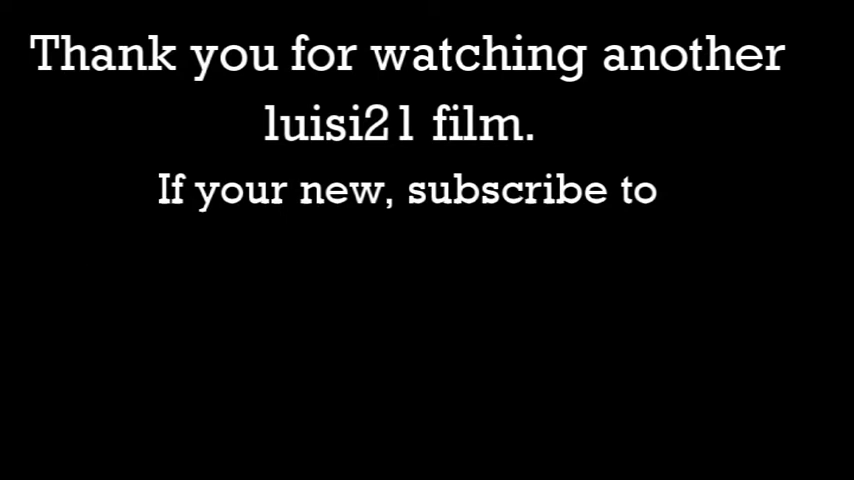 Thank you for watching another
luisi21 film.
If your new, subscribe to